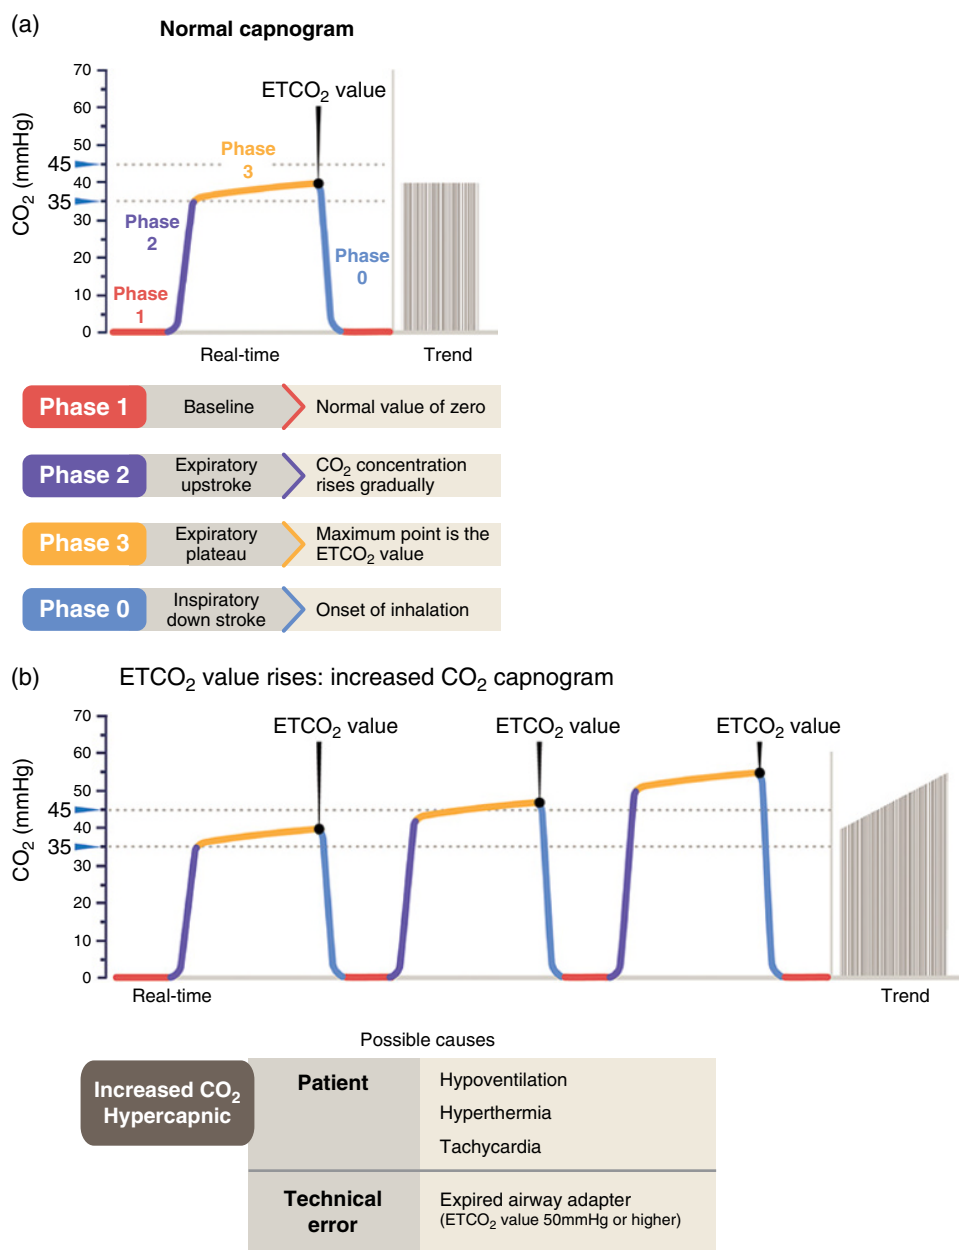 (a)
Normal capnogram
CO2 (mmHg)
70
60
50
45
40
35
30
20
10
0
ETCO2 value
Phase
3
Phase
2
Phase
0
Phase
1
Real-time
Trend
Phase 1
Baseline
Normal value of zero
Phase 2
Expiratory
upstroke
CO2 concentration
rises gradually
Phase 3
Expiratory
plateau
Maximum point is the
ETCO2 value
Phase 0
Inspiratory
down stroke
Onset of inhalation
(b)
ETCO2 value rises: increased CO2 capnogram
CO2 (mmHg)
70
60
50
45
40
35
30
20
10
0
ETCO2 value
ETCO2 value
ETCO2 value
Real-time
Trend
Possible causes
Increased CO2
Hypercapnic
Patient
Hypoventilation
Hyperthermia
Tachycardia
Technical
error
Expired airway adapter
(ETCO2 value 50mmHg or higher)